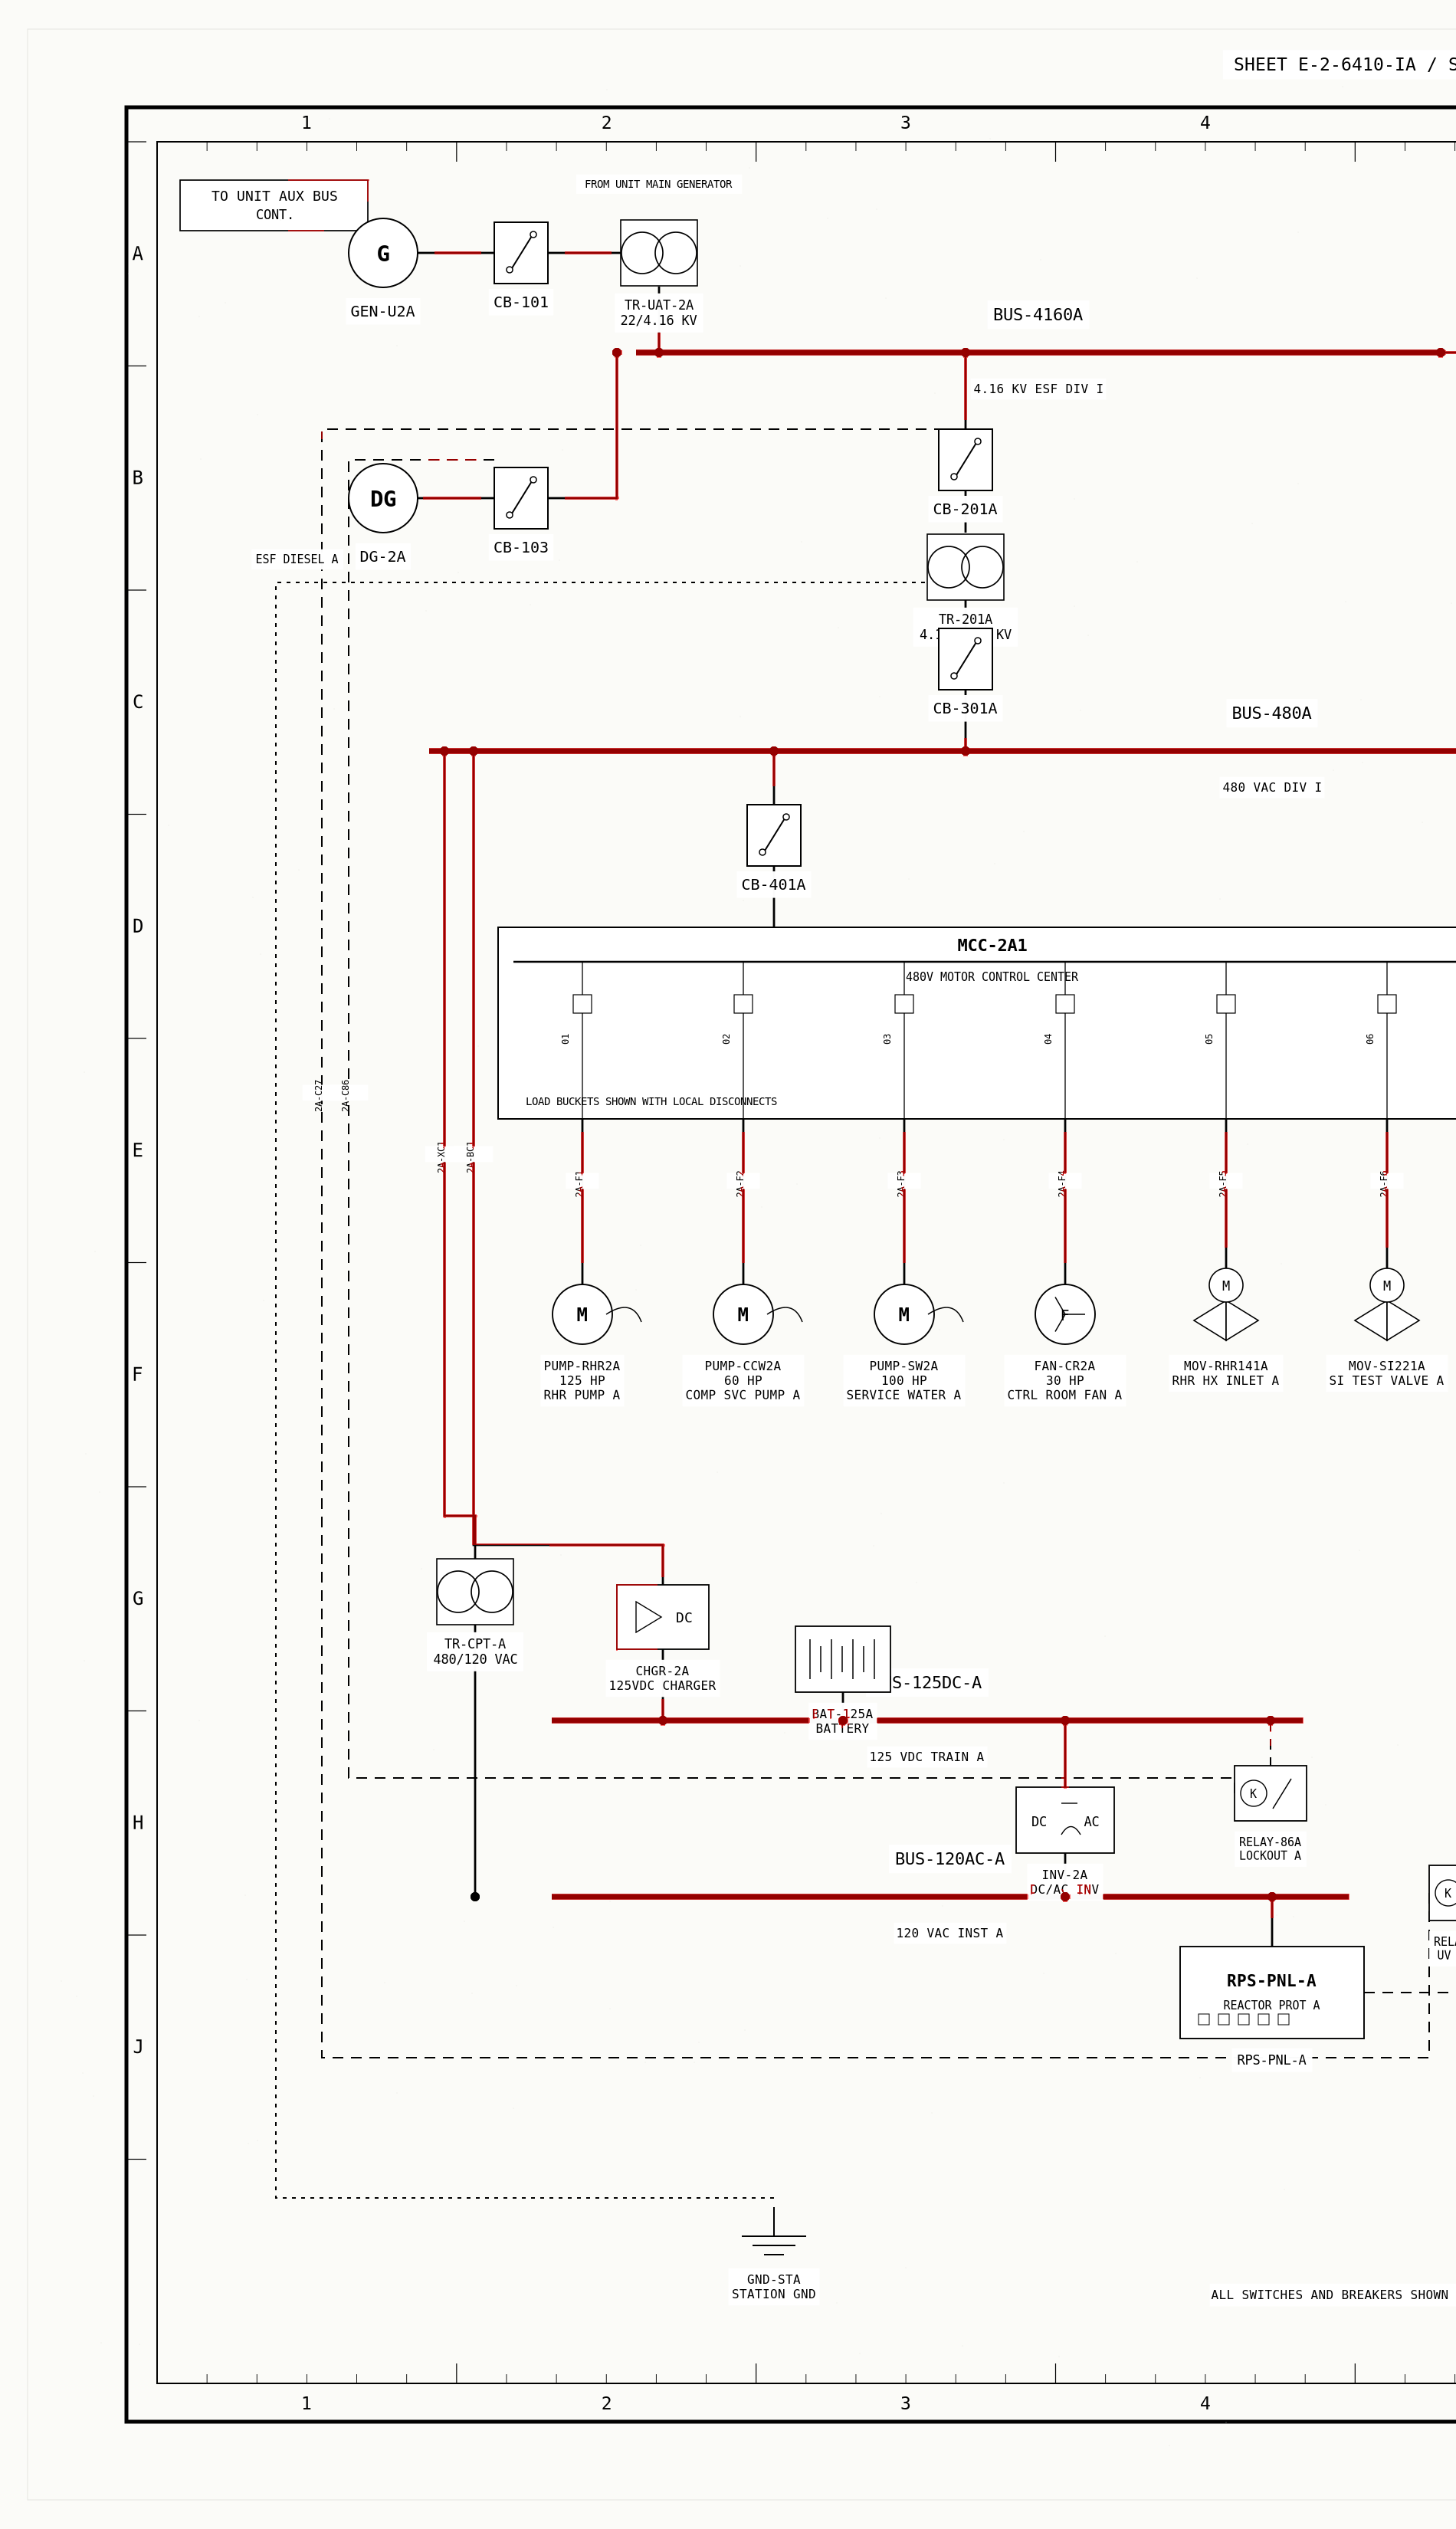 SHEET E-2-6410-IA / S
1 2 3 4
TO UNIT AUX BUS
CONT.
FROM UNIT MAIN GENERATOR
A
G
GEN-U2A
CB-101
TR-UAT-2A
22/4.16 KV
BUS-4160A
4.16 KV ESF DIV I
B
DG
DG-2A
ESF DIESEL A
CB-103
CB-201A
TR-201A
KV
CB-301A
C
BUS-480A
480 VAC DIV I
CB-401A
D
MCC-2A1
480V MOTOR CONTROL CENTER
01 02 03 04 05 06
LOAD BUCKETS SHOWN WITH LOCAL DISCONNECTS
2A-C27
2A-C86
E
2A-XC1
2A-BC1
2A-F1
2A-F2
2A-F3
2A-F4
2A-F5
2A-F6
M
M
M
F
M
M
F
PUMP-RHR2A
125 HP
RHR PUMP A
PUMP-CCW2A
60 HP
COMP SVC PUMP A
PUMP-SW2A
100 HP
SERVICE WATER A
FAN-CR2A
30 HP
CTRL ROOM FAN A
MOV-RHR141A
RHR HX INLET A
MOV-SI221A
SI TEST VALVE A
G
TR-CPT-A
480/120 VAC
DC
CHGR-2A
125VDC CHARGER
S-125DC-A
BAT-125A
BATTERY
125 VDC TRAIN A
H
DC AC
INV-2A
DC/AC INV
K
RELAY-86A
LOCKOUT A
BUS-120AC-A
120 VAC INST A
K
RELA
UV
RPS-PNL-A
REACTOR PROT A
RPS-PNL-A
J
GND-STA
STATION GND
ALL SWITCHES AND BREAKERS SHOWN
1 2 3 4